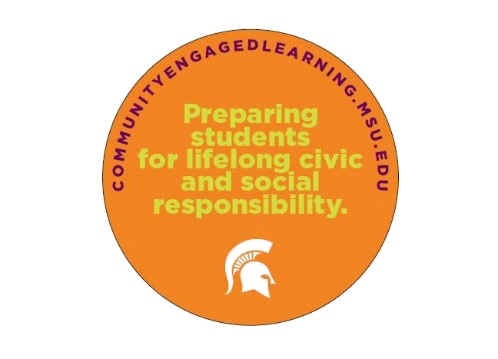 COMMUNITYENGAGEDLEARNING.MSU.EDU
Preparing
students
for lifelong civic
and social
responsibility.